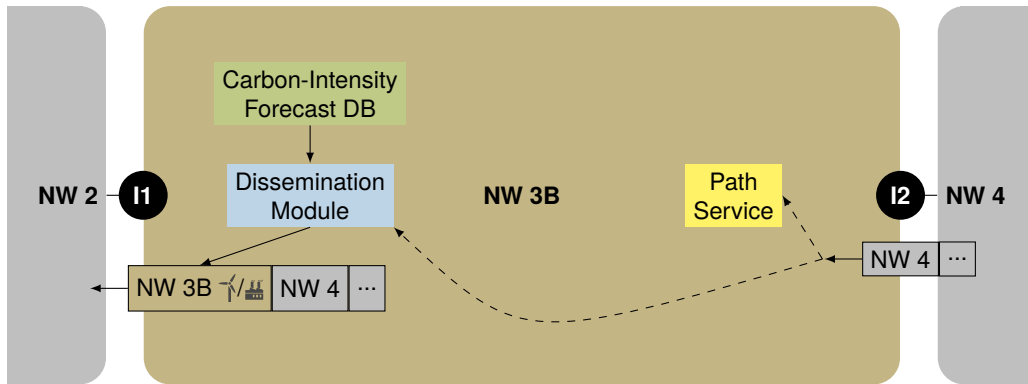 Carbon-Intensity
Forecast DB
NW 2
I1
Dissemination
Module
NW 3B
Path
Service
I2
NW 4
NW 4 ...
NW 3B / NW 4 ...